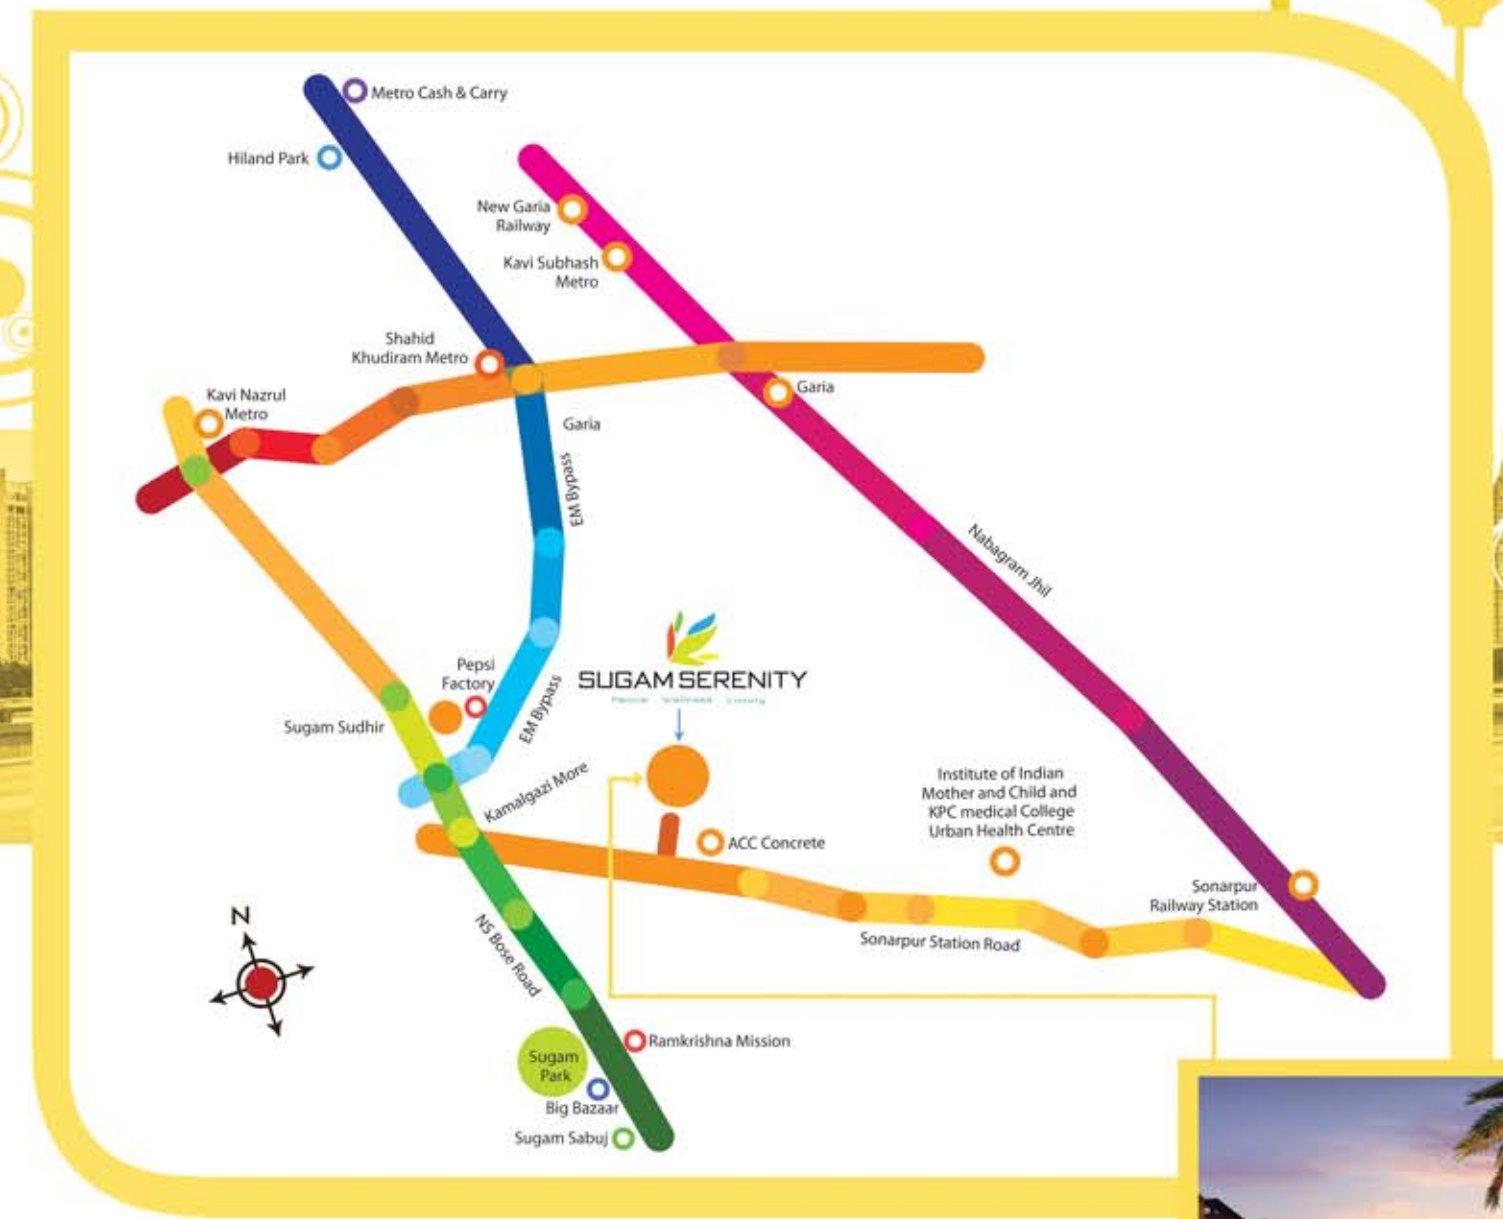 Metro Cash & Carry
Hiland Park
New Garia
Railway
Kavi Subhash
Metro
Shahid
Khudiram Metro
Kavi Nazrul
Metro
Garia
Garia
EM Bypass
Nabagram Jhil
Pepsi
Factory
SUGAM SERENITY
Sugam Sudhir
EM Bypass
Kamalgazi More
Institute of Indian
Mother and Child and
KPC medical College
Urban Health Centre
ACC Concrete
Sonarpur
Railway Station
Sonarpur Station Road
N
NS Bose Road
Ramkrishna Mission
Sugam
Park
Big Bazaar
Sugam Sabuj